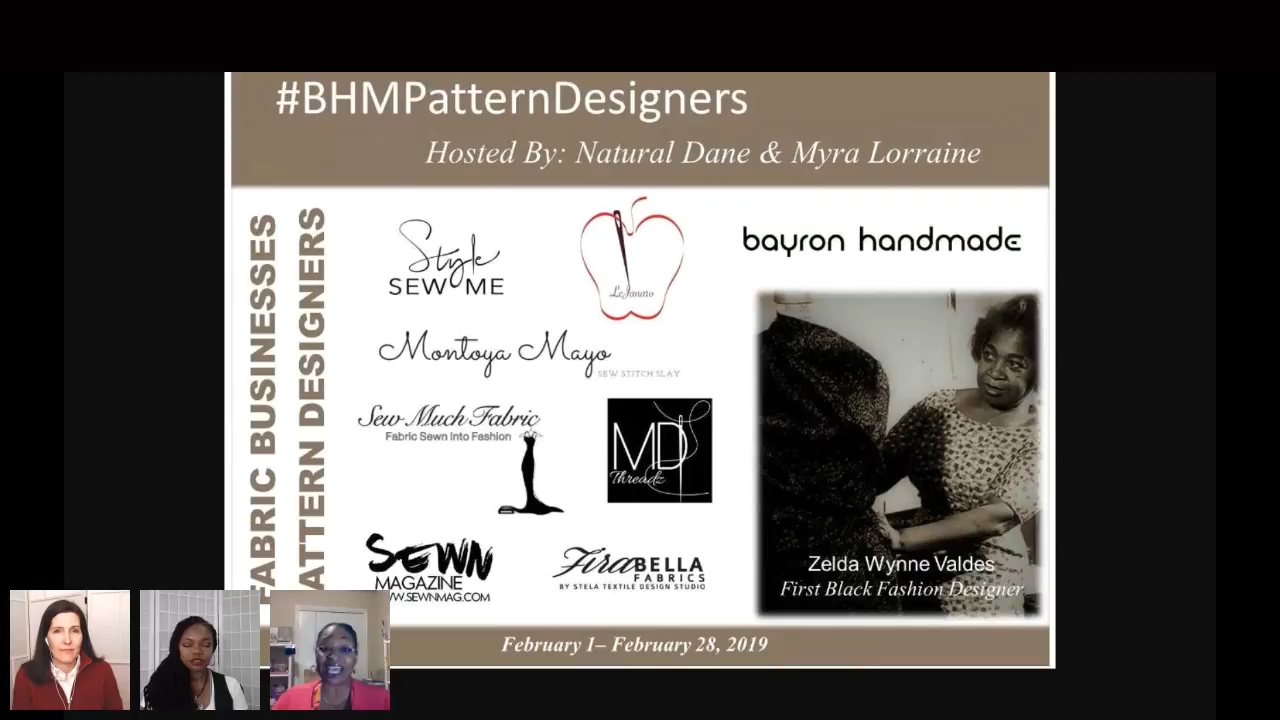 #BHMPatternDesigners
Hosted By: Natural Dane & Myra Lorraine
FABRIC BUSINESSES
PATTERN DESIGNERS
Style
SEW ME
LeJanato
bayron handmade
Montoya Mayo
SEW STITCH SLAY
Sew Much Fabric
Fabric Sewn Into Fashion
MD
Threadz
SEWN
MAGAZINE
WWW.SEWNMAG.COM
FiraBELLA
FABRICS
BY STELA TEXTILE DESIGN STUDIO
Zelda Wynne Valdes
First Black Fashion Designer
February 1– February 28, 2019